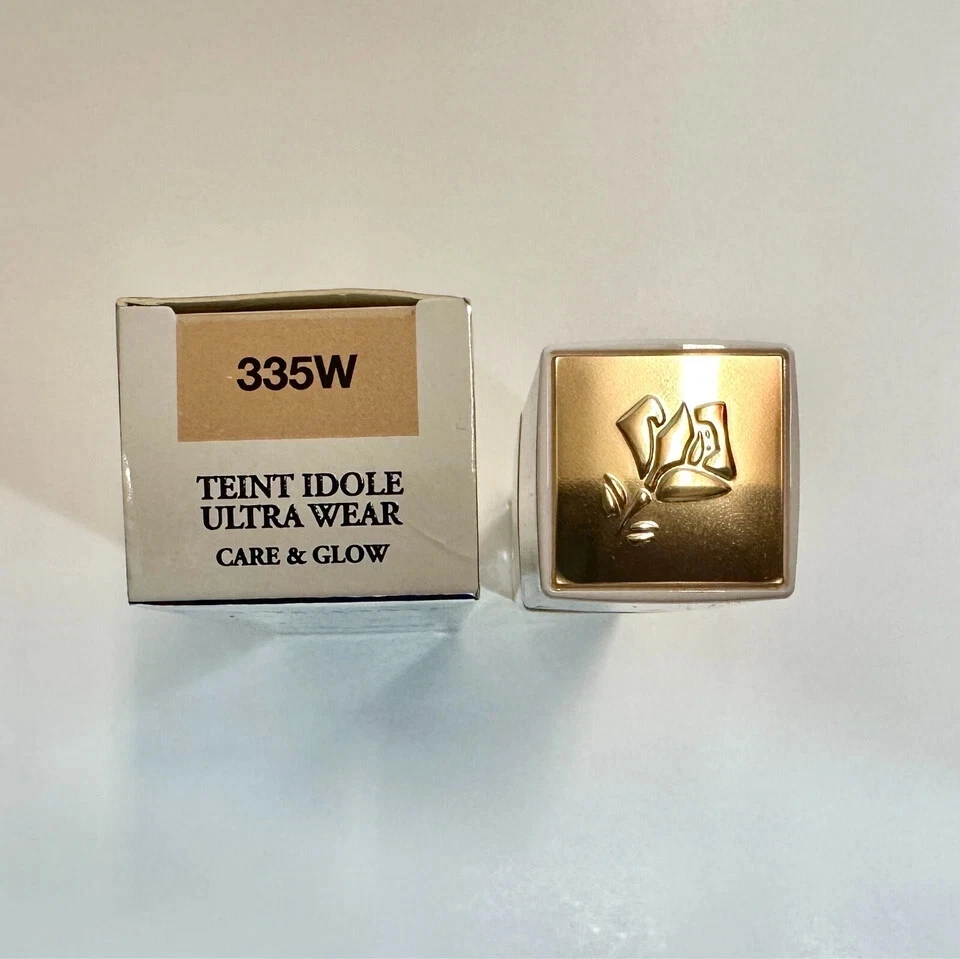 335W
TEINT IDOLE
ULTRA WEAR
CARE & GLOW